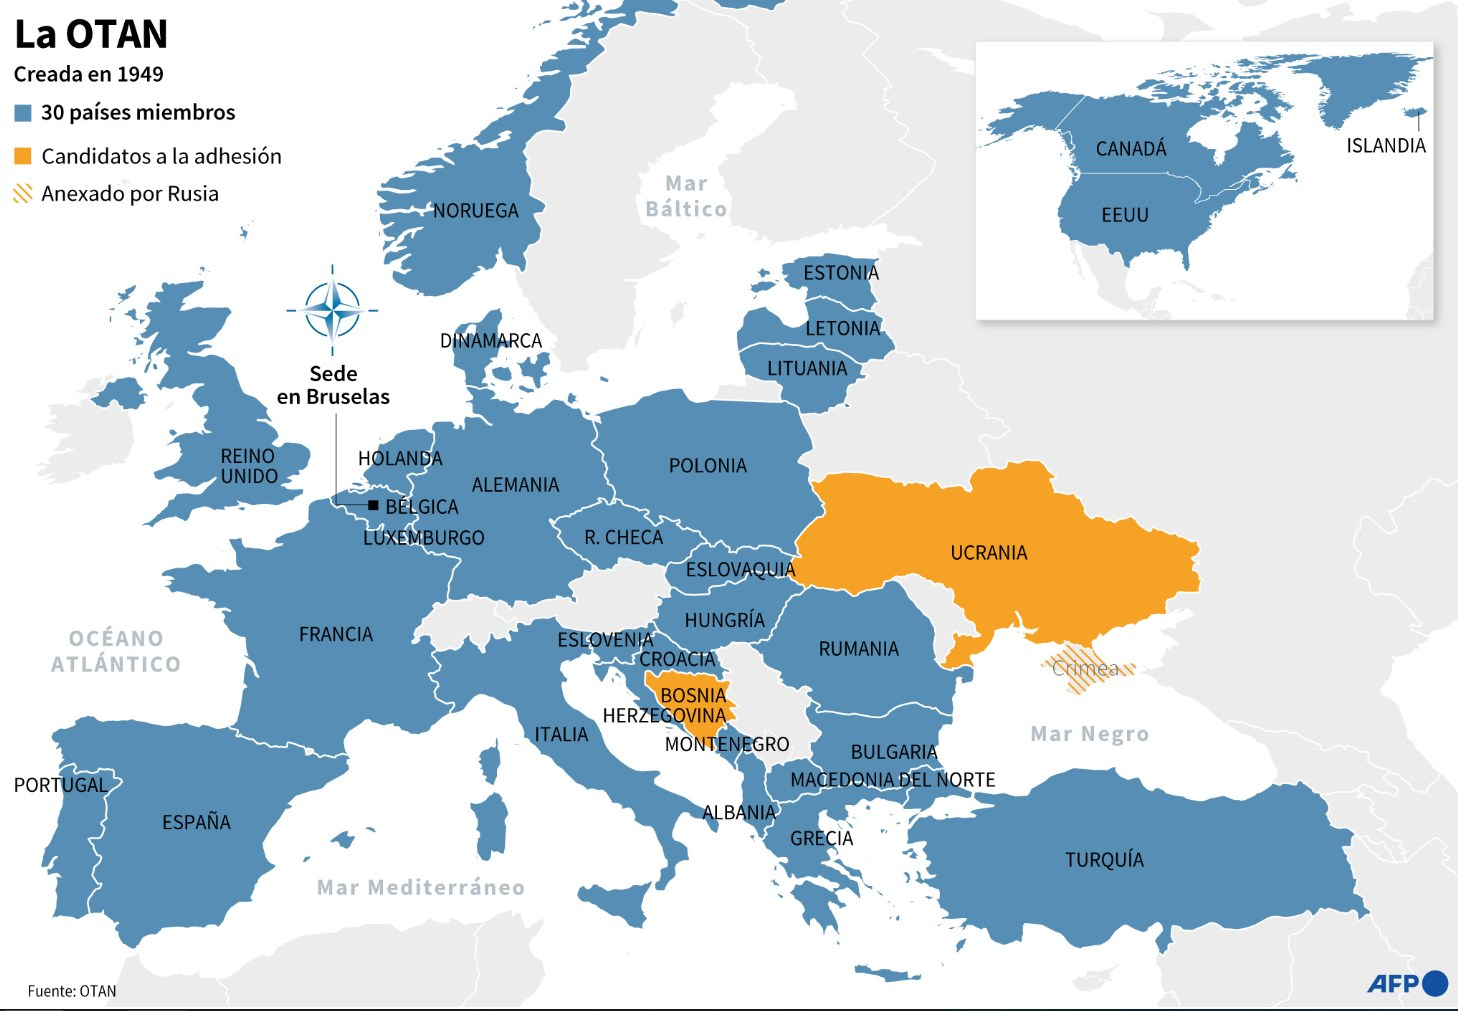 La OTAN
Creada en 1949
30 países miembros
Candidatos a la adhesión
Anexado por Rusia
CANADÁ
EEUU
ISLANDIA
NORUEGA
Mar
Báltico
ESTONIA
LETONIA
LITUANIA
DINAMARCA
Sede
en Bruselas
REINO
UNIDO
HOLANDA
BÉLGICA
LUXEMBURGO
ALEMANIA
POLONIA
R. CHECA
ESLOVAQUIA
UCRANIA
OCÉANO
ATLÁNTICO
FRANCIA
ESLOVENIA
HUNGRÍA
CROACIA
RUMANIA
Crimea
BOSNIA
HERZEGOVINA
MONTENEGRO
ITALIA
Mar Negro
BULGARIA
MACEDONIA DEL NORTE
PORTUGAL
ESPAÑA
ALBANIA
GRECIA
TURQUÍA
Mar Mediterráneo
Fuente: OTAN
AFP